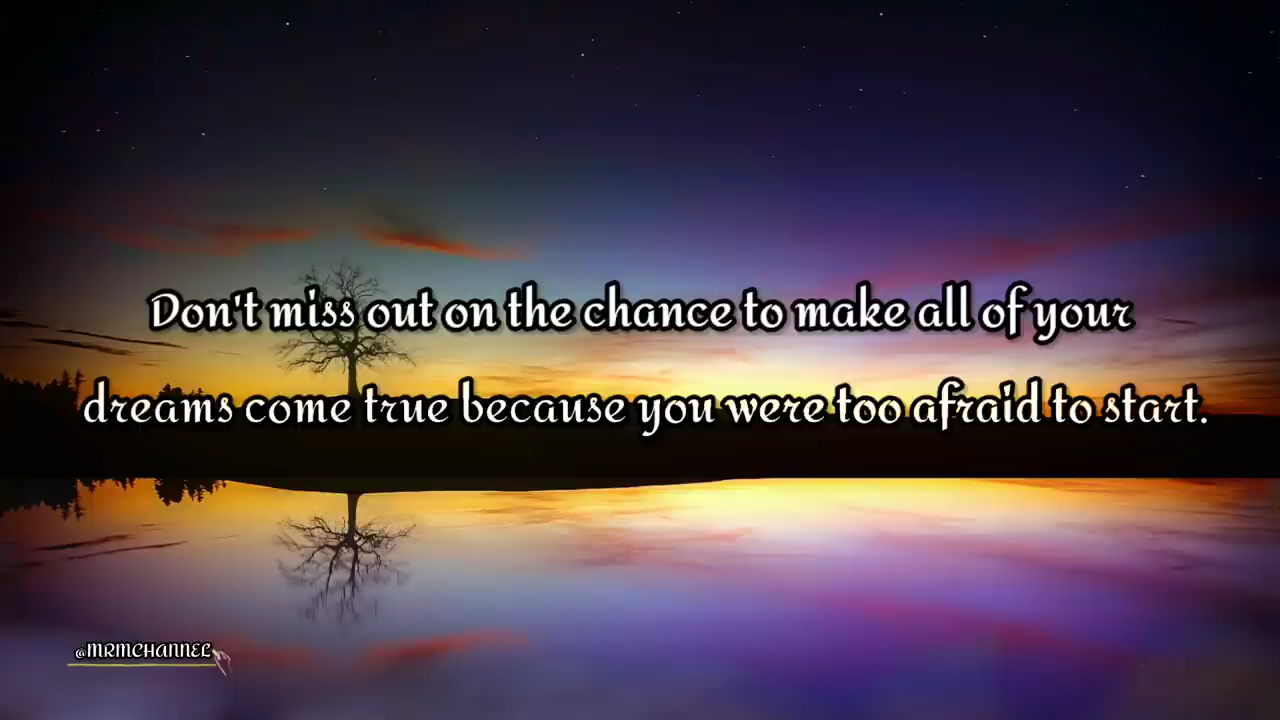 Don't miss out on the chance to make all of your
dreams come true because you were too afraid to start.
@MRMCHANNEL